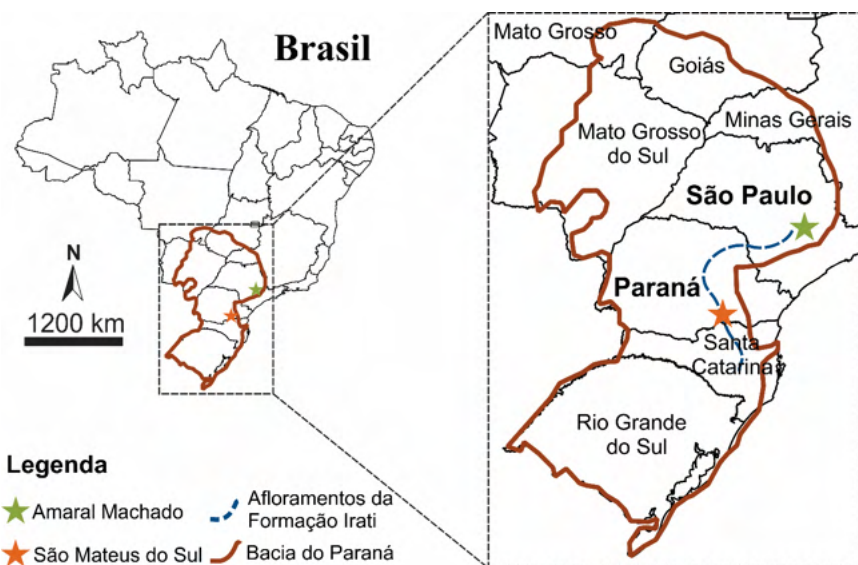 Brasil
N
1200 km
Legenda
Amaral Machado
São Mateus do Sul
Afloramentos da
Formação Irati
Bacia do Paraná
Mato Grosso
Goiás
Minas Gerais
Mato Grosso
do Sul
São Paulo
Paraná
Santa
Catarina
Rio Grande
do Sul